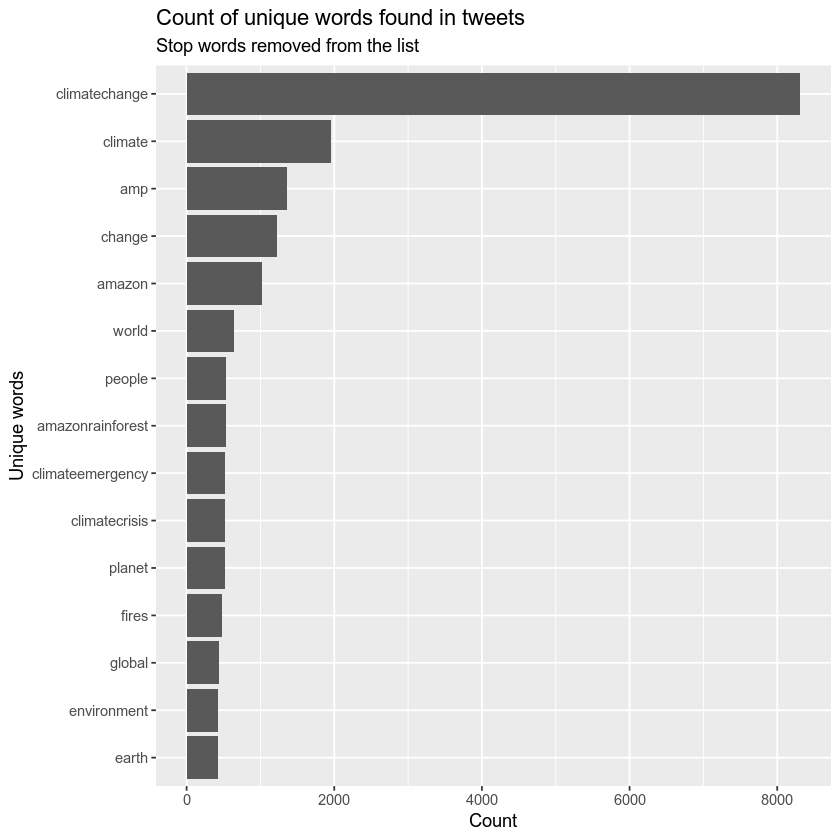 Count of unique words found in tweets
Stop words removed from the list
Unique words
climatechange
climate
amp
change
amazon
world
people
amazonrainforest
climateemergency
climatecrisis
planet
fires
global
environment
earth
0 2000 4000 6000 8000
Count